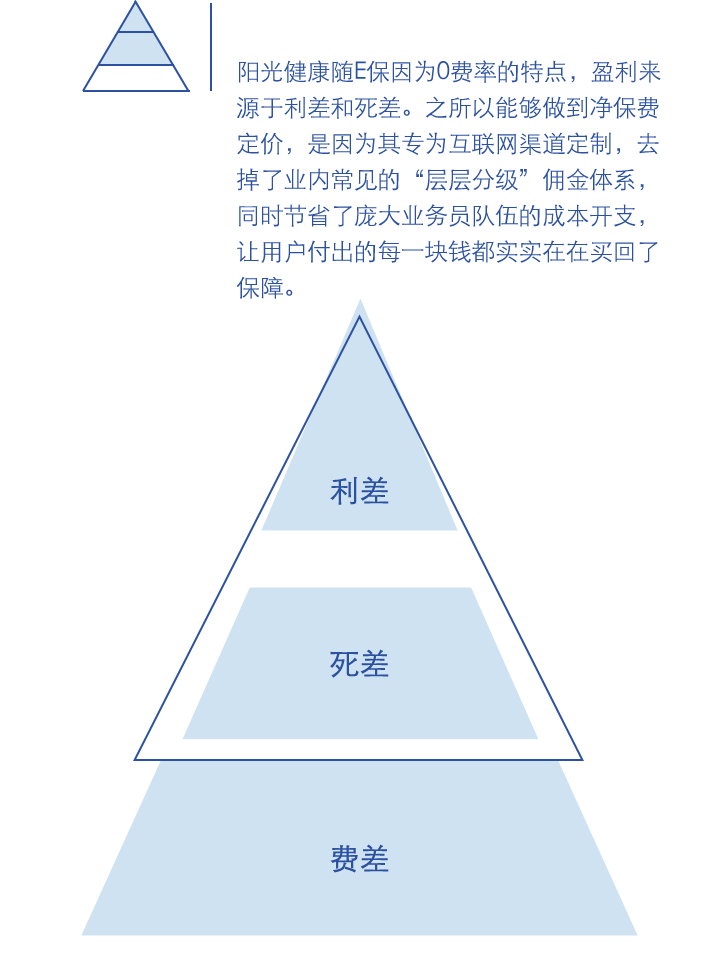 阳光健康随E保因为0费率的特点，盈利来
源于利差和死差。之所以能够做到净保费
定价，是因为其专为互联网渠道定制，去
掉了业内常见的“层层分级”佣金体系，
同时节省了庞大业务员队伍的成本开支，
让用户付出的每一块钱都实实在在买回了
保障。
利差
死差
费差